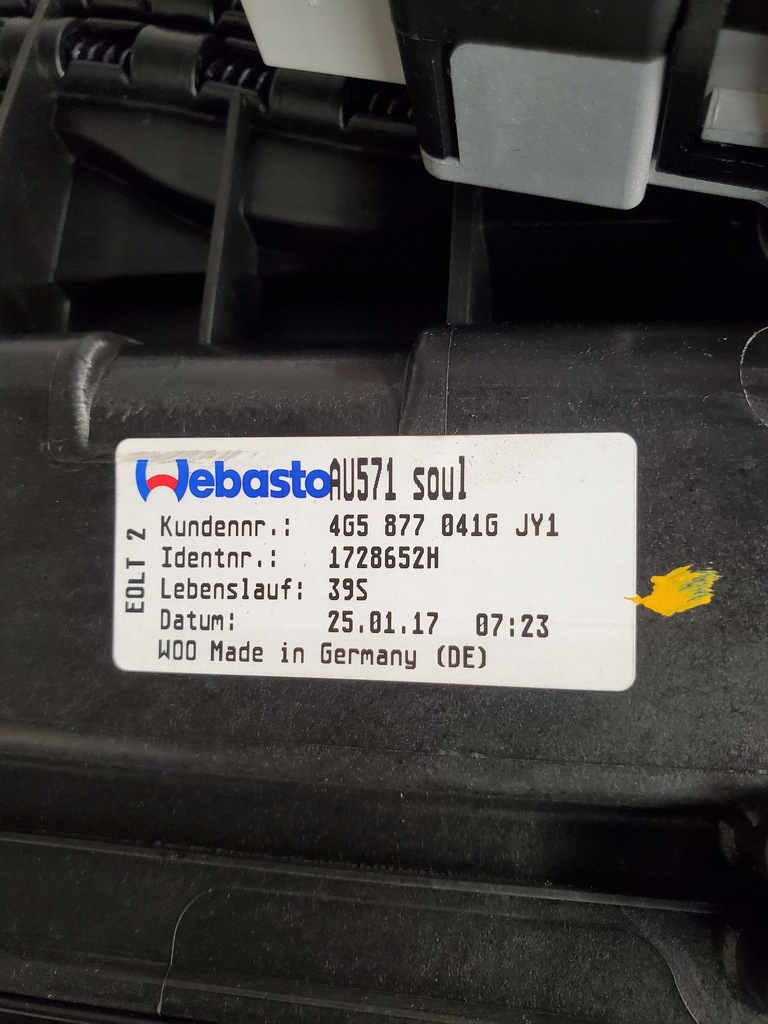 Webasto AU571 soul
Kundennr.: 4G5 877 041G JY1
Identnr.: 1728652H
Lebenslauf: 39S
Datum: 25.01.17 07:23
WOO Made in Germany (DE)
EOLT 2